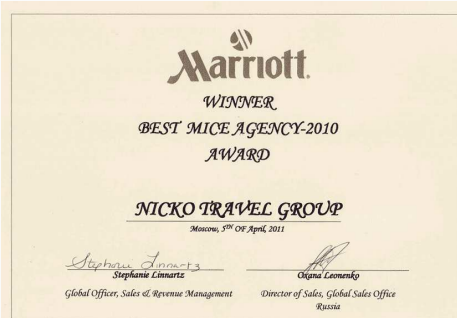 Marriott.
WINNER
BEST MICE AGENCY-2010
AWARD
NICKO TRAVEL GROUP
Moscow, 5TH OF April, 2011
Stephanie Linnartz
Stephanie Linnartz
Oxana Leonenko
Global Officer, Sales & Revenue Management
Director of Sales, Global Sales Office
Russia